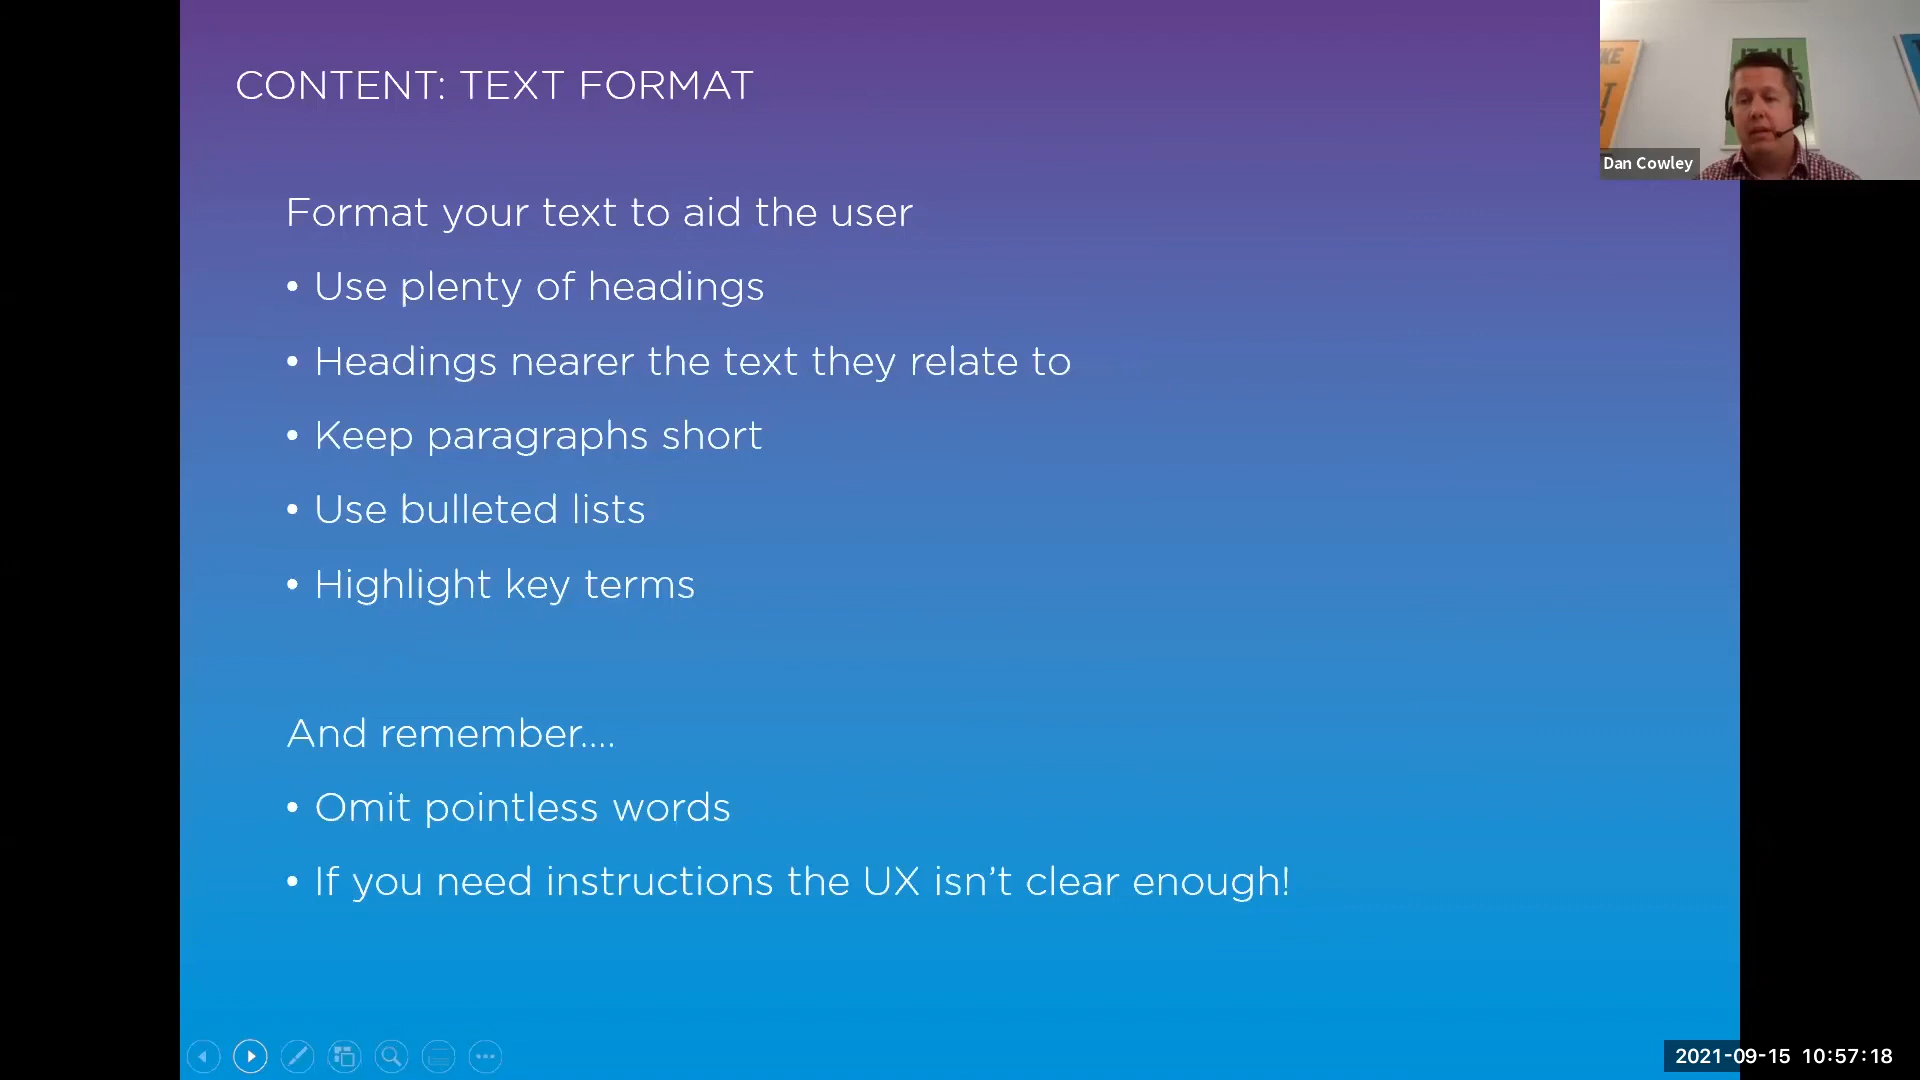 CONTENT: TEXT FORMAT
Dan Cowley
Format your text to aid the user
• Use plenty of headings
• Headings nearer the text they relate to
• Keep paragraphs short
• Use bulleted lists
• Highlight key terms
And remember....
• Omit pointless words
• If you need instructions the UX isn’t clear enough!
2021-09-15 10:57:18